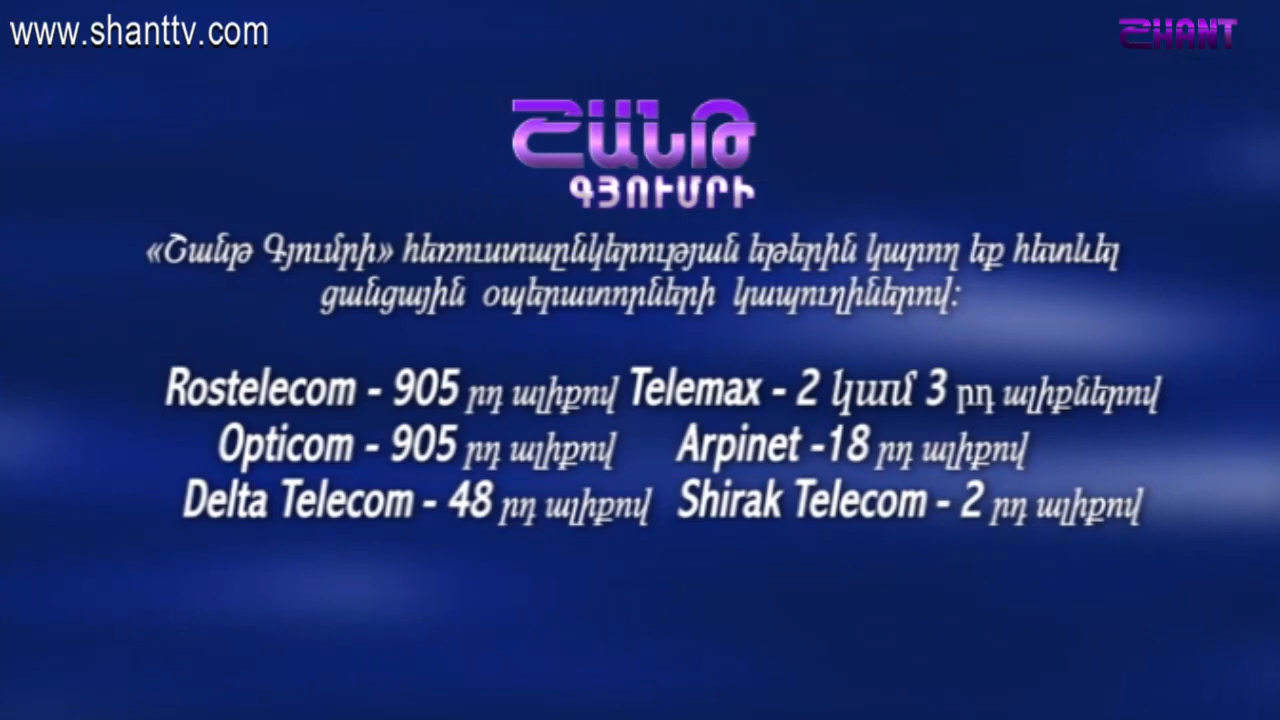 www.shanttv.com
SHANT
ՇԱՆԹ
ԳՅՈՒՄՐԻ
«Շանթ Գյումրի» հեռուստաընկերության եթերին կարող եք հետևել
ցանցային օպերատորների կապուղիներով:
Rostelecom - 905 րդ ալիքով Telemax - 2 կամ 3 րդ ալիքներով
Opticom - 905 րդ ալիքով Arpinet -18 րդ ալիքով
Delta Telecom - 48 րդ ալիքով Shirak Telecom - 2 րդ ալիքով